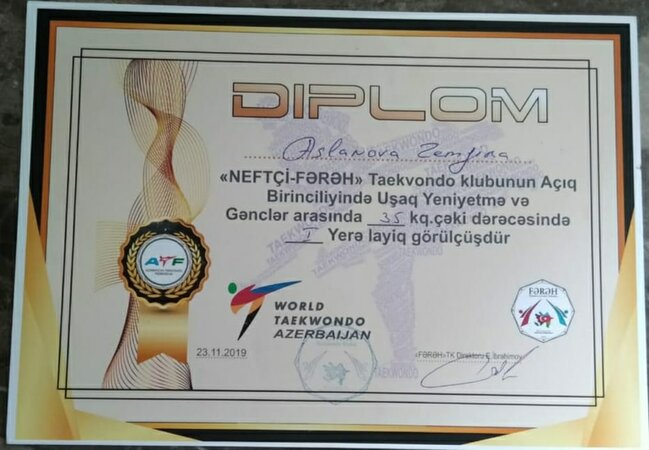 DIPLOM
Aslanova Zemfira
«NEFTÇİ-FƏRƏH» Taekvondo klubunun Açıq
Birinciliyində Uşaq Yeniyetmə və
Gənclər arasında 35 kq.çəki dərəcəsində
I Yerə layiq görülçüşdür
ATF
FƏRƏH
WORLD
TAEKWONDO
AZERBAIJAN
23.11.2019
«FƏRƏH»TK Direktoru E.İbrahimov
TAEKWONDO